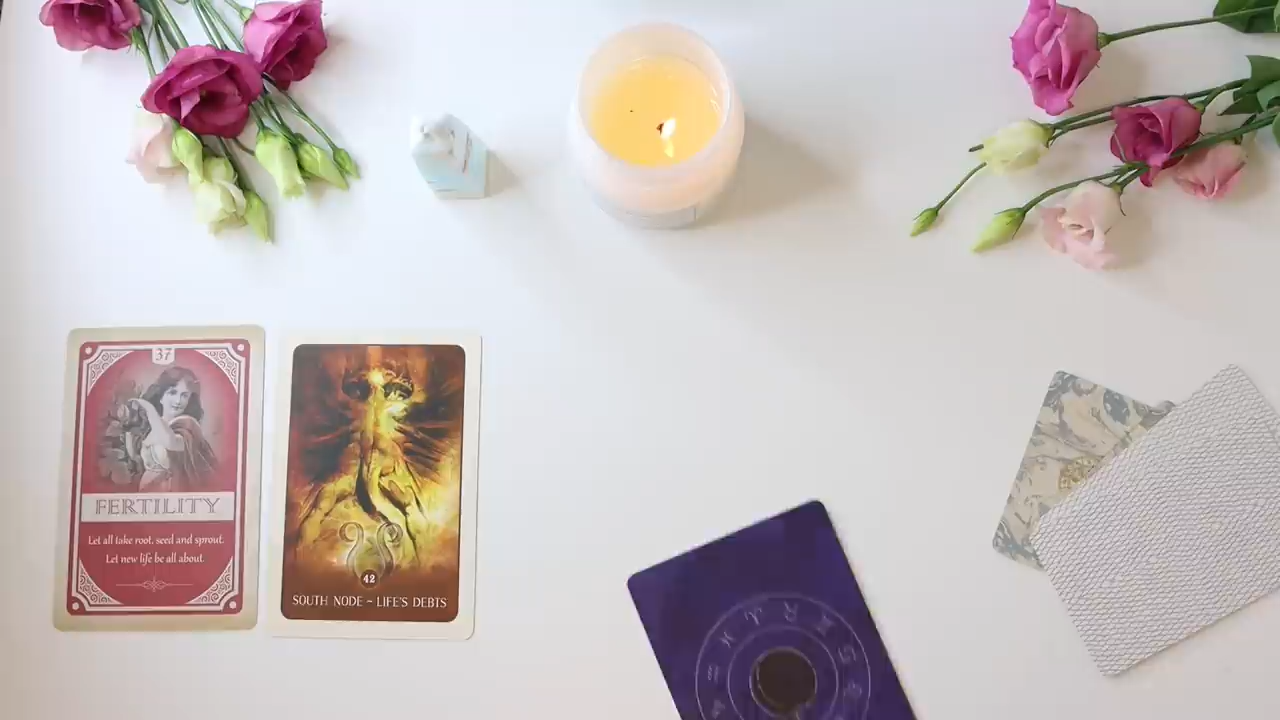 37
FERTILITY
Let all take root, seed and sprout.
Let new life be all about.
42
SOUTH NODE ~ LIFE'S DEBTS